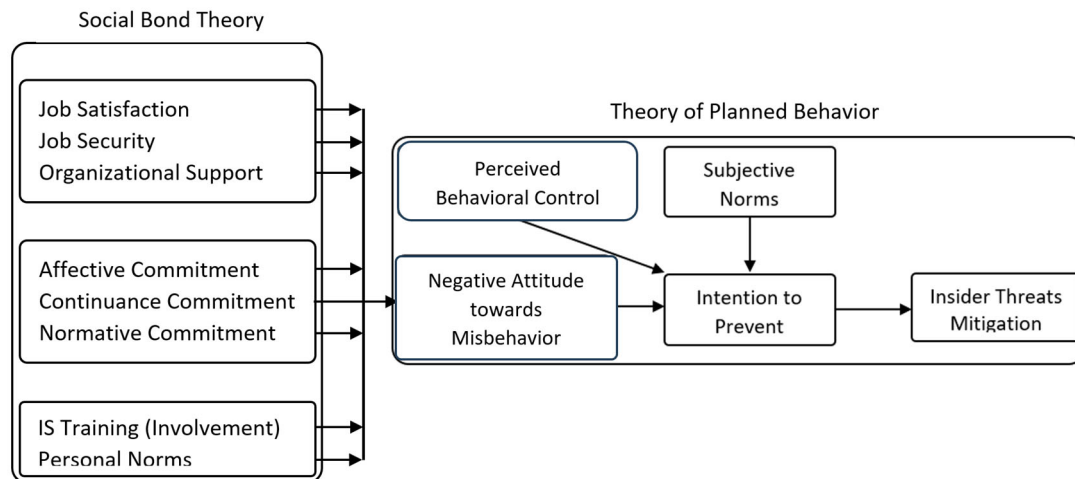 Social Bond Theory
Job Satisfaction
Job Security
Organizational Support
Affective Commitment
Continuance Commitment
Normative Commitment
IS Training (Involvement)
Personal Norms
Theory of Planned Behavior
Perceived
Behavioral Control
Subjective
Norms
Negative Attitude
towards
Misbehavior
Intention to
Prevent
Insider Threats
Mitigation